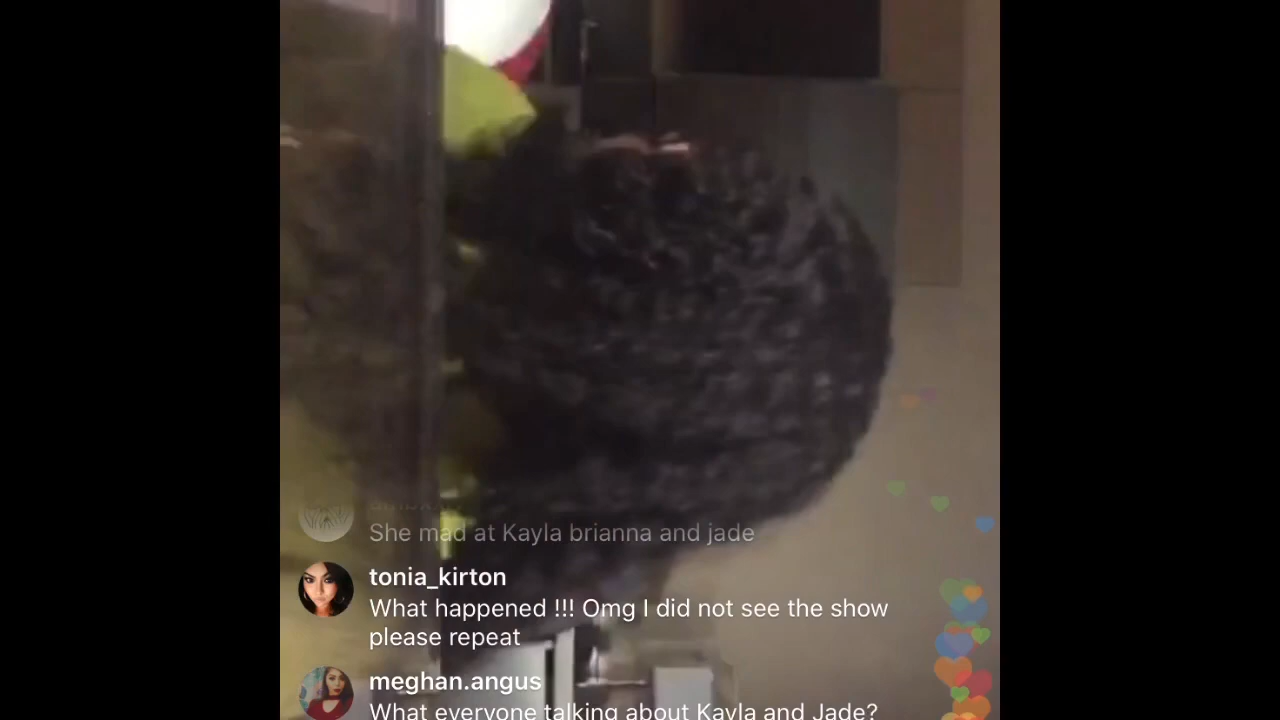 She mad at Kayla brianna and jade
tonia_kirton
What happened !!! Omg I did not see the show
please repeat
meghan.angus
What everyone talking about Kayla and Jade?